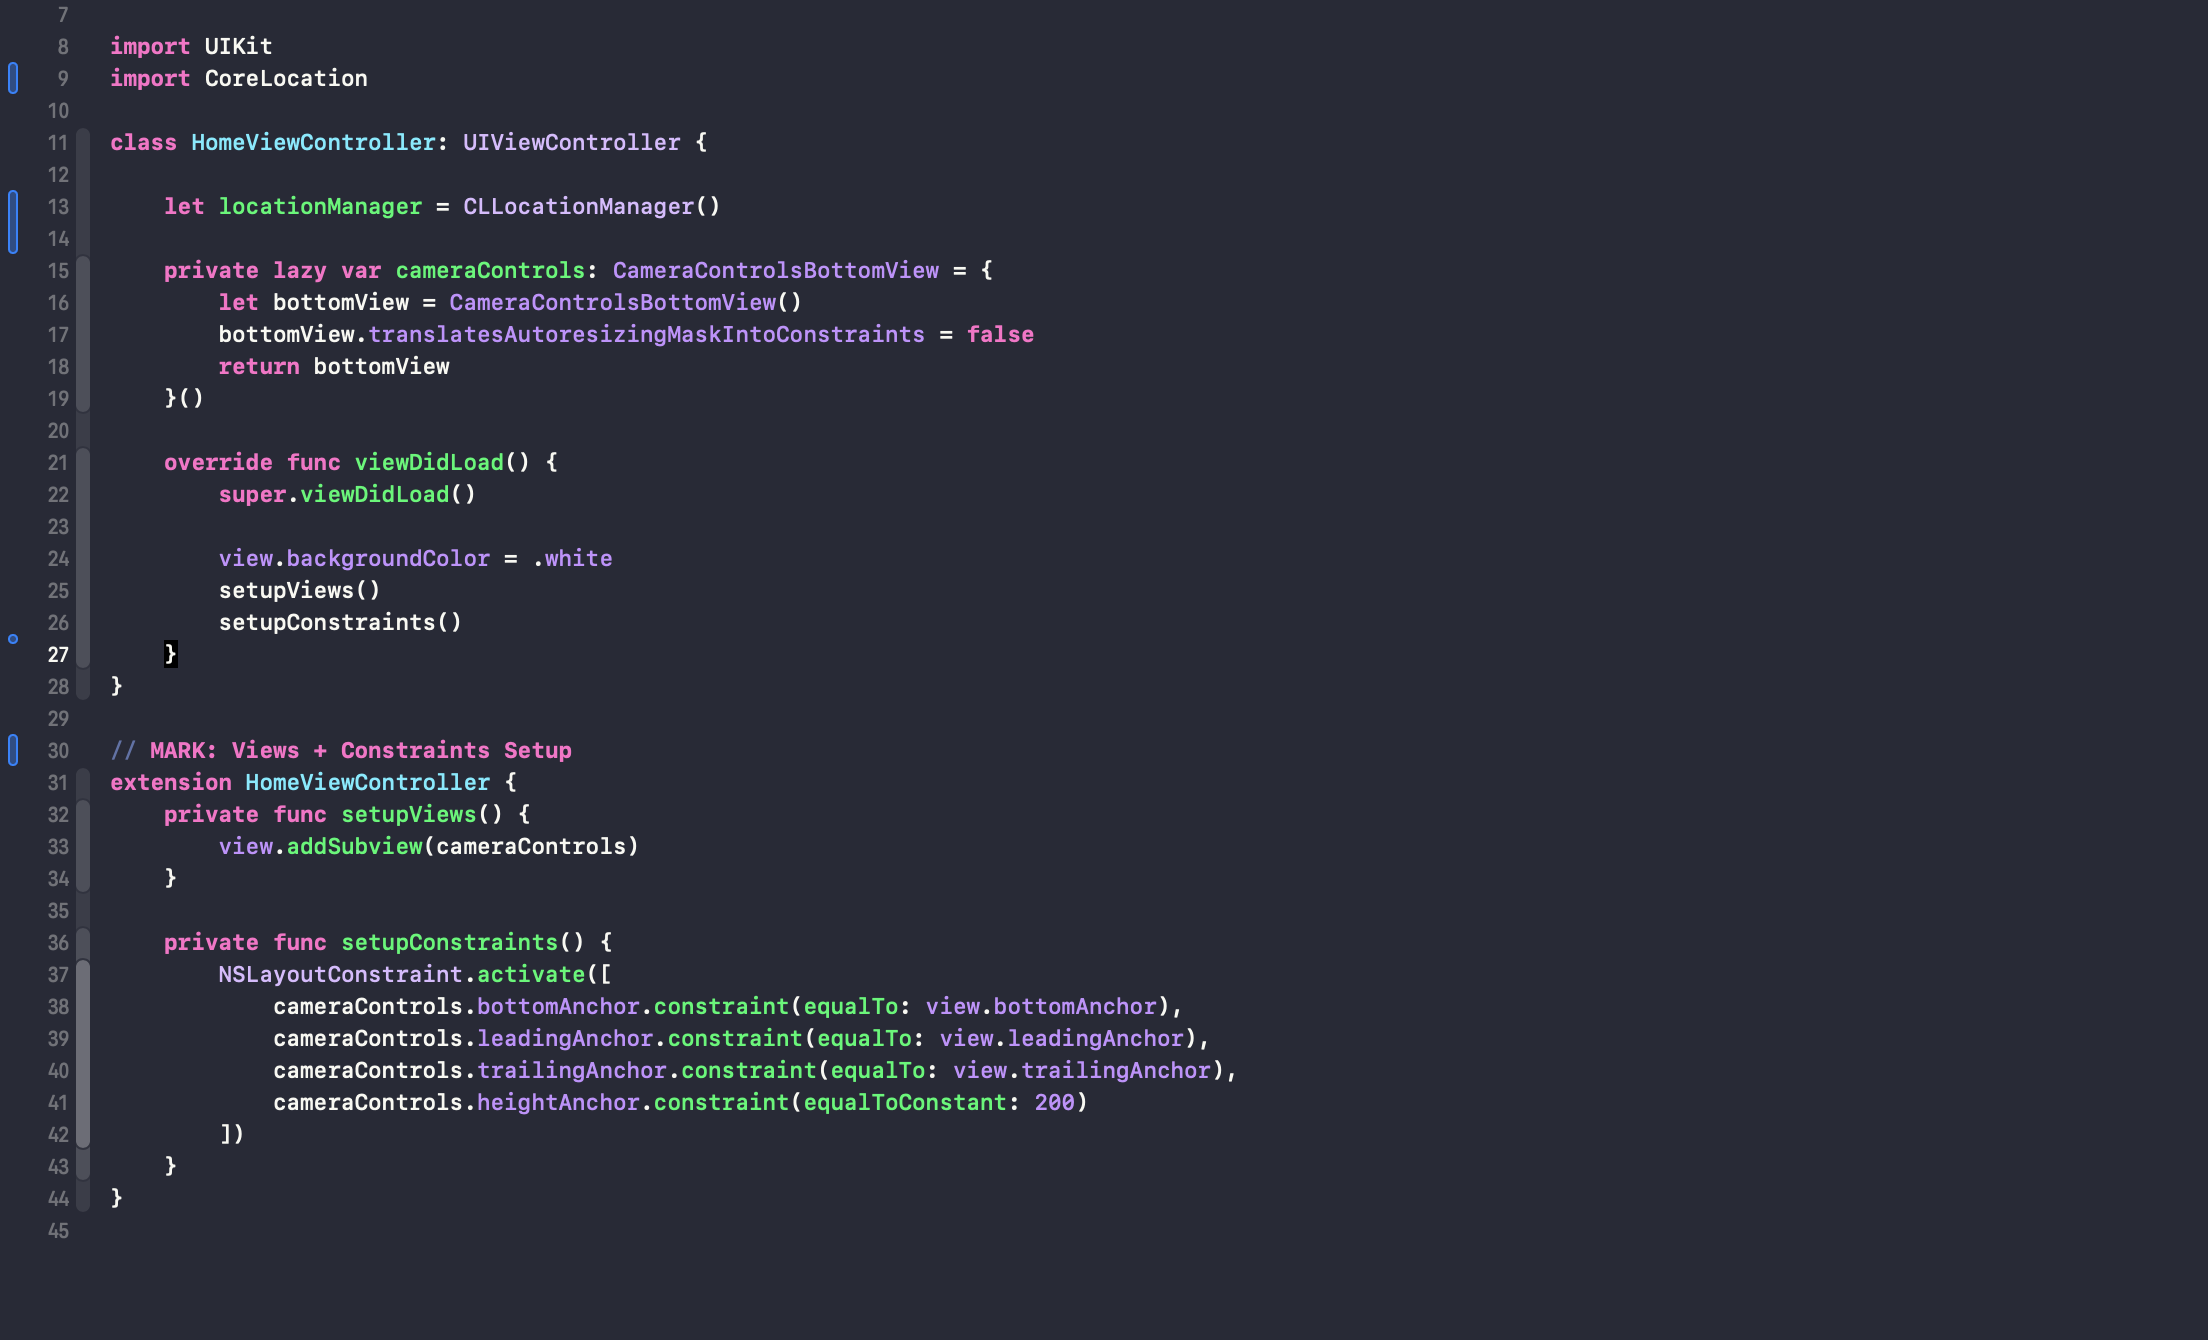 7
8 import UIKit
9 import CoreLocation
10
11 class HomeViewController: UIViewController {
12
13     let locationManager = CLLocationManager()
14
15     private lazy var cameraControls: CameraControlsBottomView = {
16         let bottomView = CameraControlsBottomView()
17         bottomView.translatesAutoresizingMaskIntoConstraints = false
18         return bottomView
19     }()
20
21     override func viewDidLoad() {
22         super.viewDidLoad()
23
24         view.backgroundColor = .white
25         setupViews()
26         setupConstraints()
27     }
28 }
29
30 // MARK: Views + Constraints Setup
31 extension HomeViewController {
32     private func setupViews() {
33         view.addSubview(cameraControls)
34     }
35
36     private func setupConstraints() {
37         NSLayoutConstraint.activate([
38             cameraControls.bottomAnchor.constraint(equalTo: view.bottomAnchor),
39             cameraControls.leadingAnchor.constraint(equalTo: view.leadingAnchor),
40             cameraControls.trailingAnchor.constraint(equalTo: view.trailingAnchor),
41             cameraControls.heightAnchor.constraint(equalToConstant: 200)
42         ])
43     }
44 }
45